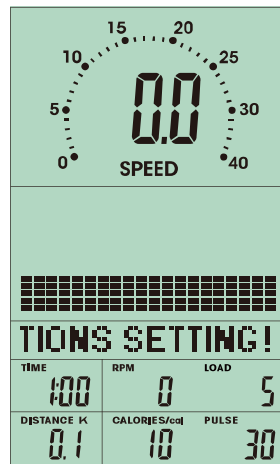 15 20
10 25
5 0.0 30
0 SPEED 40
TIONS SETTING!
TIME RPM LOAD
1:00 0 5
DISTANCE K CALORIES/cal PULSE
0.1 10 30